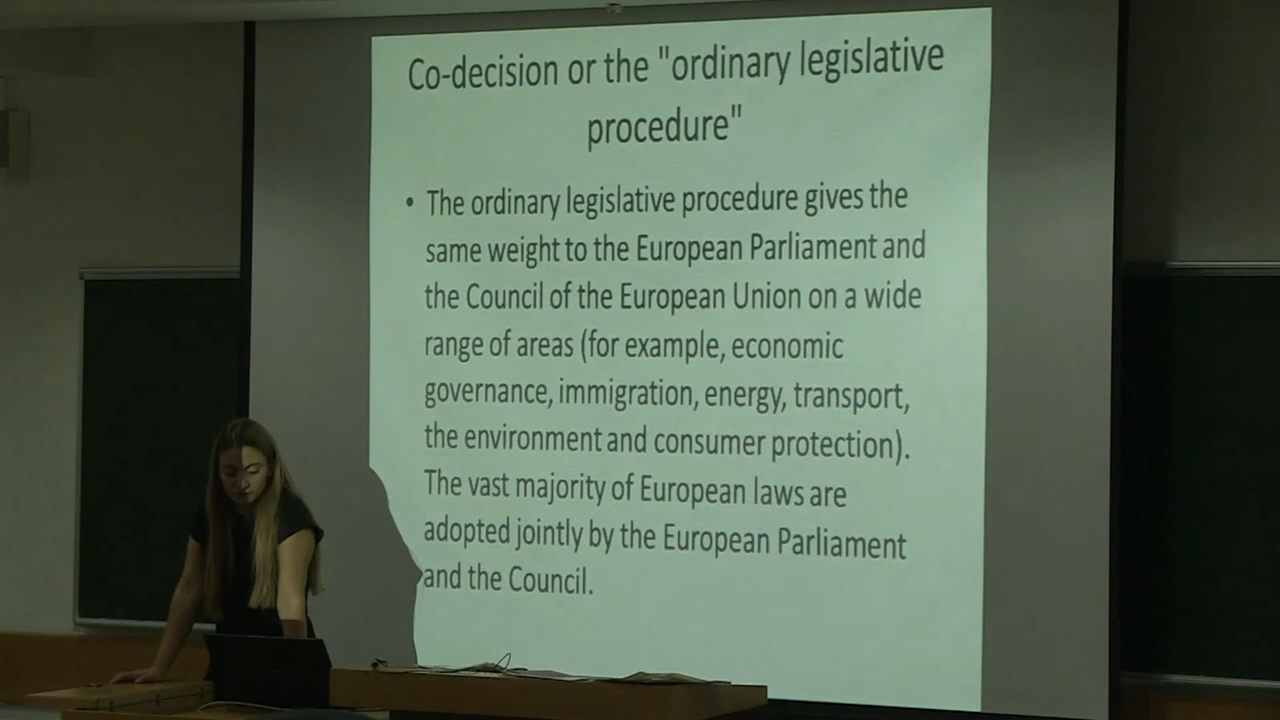 Co-decision or the "ordinary legislative
procedure"
• The ordinary legislative procedure gives the
same weight to the European Parliament and
the Council of the European Union on a wide
range of areas (for example, economic
governance, immigration, energy, transport,
the environment and consumer protection).
The vast majority of European laws are
adopted jointly by the European Parliament
and the Council.